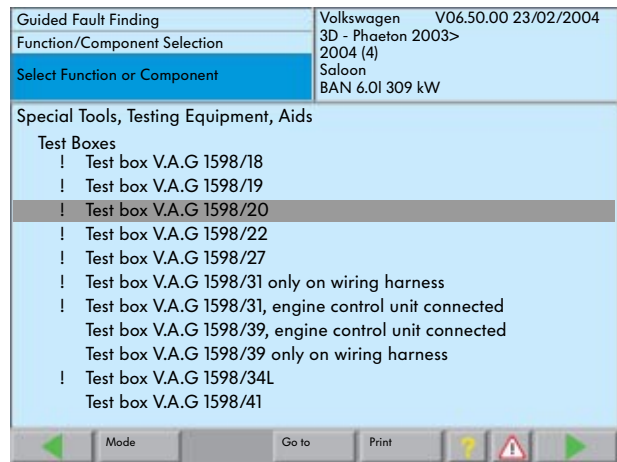 Guided Fault Finding
Function/Component Selection
Select Function or Component
Volkswagen V06.50.00 23/02/2004
3D - Phaeton 2003>
2004 (4)
Saloon
BAN 6.0l 309 kW
Special Tools, Testing Equipment, Aids
Test Boxes
! Test box V.A.G 1598/18
! Test box V.A.G 1598/19
! Test box V.A.G 1598/20
! Test box V.A.G 1598/22
! Test box V.A.G 1598/27
! Test box V.A.G 1598/31 only on wiring harness
! Test box V.A.G 1598/31, engine control unit connected
Test box V.A.G 1598/39, engine control unit connected
Test box V.A.G 1598/39 only on wiring harness
! Test box V.A.G 1598/34L
Test box V.A.G 1598/41
Mode Go to Print ? !